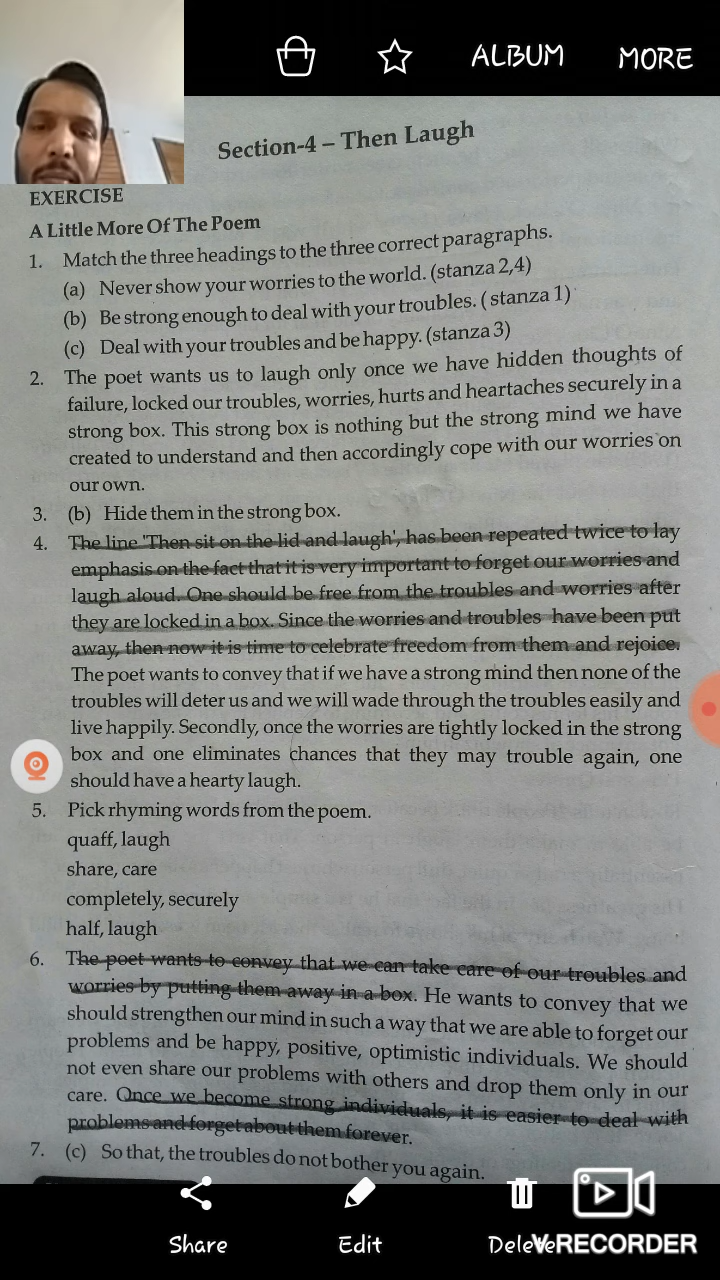 ALBUM MORE
Section-4 – Then Laugh
EXERCISE
A Little More Of The Poem
1. Match the three headings to the three correct paragraphs.
(a) Never show your worries to the world. (stanza 2,4)
(b) Be strong enough to deal with your troubles. ( stanza 1)
(c) Deal with your troubles and be happy. (stanza 3)
2. The poet wants us to laugh only once we have hidden thoughts of
failure, locked our troubles, worries, hurts and heartaches securely in a
strong box. This strong box is nothing but the strong mind we have
created to understand and then accordingly cope with our worries on
our own.
3. (b) Hide them in the strong box.
4. The line 'Then sit on the lid and laugh', has been repeated twice to lay
emphasis on the fact that it is very important to forget our worries and
laugh aloud. One should be free from the troubles and worries after
they are locked in a box. Since the worries and troubles have been put
away, then now it is time to celebrate freedom from them and rejoice.
The poet wants to convey that if we have a strong mind then none of the
troubles will deter us and we will wade through the troubles easily and
live happily. Secondly, once the worries are tightly locked in the strong
box and one eliminates chances that they may trouble again, one
should have a hearty laugh.
5. Pick rhyming words from the poem.
quaff, laugh
share, care
completely, securely
half, laugh
6. The poet wants to convey that we can take care of our troubles and
worries by putting them away in a box. He wants to convey that we
should strengthen our mind in such a way that we are able to forget our
problems and be happy, positive, optimistic individuals. We should
not even share our problems with others and drop them only in our
care. Once we become strong individuals, it is easier to deal with
problems and forget about them forever.
7. (c) So that, the troubles do not bother you again.
Share Edit Delete V RECORDER